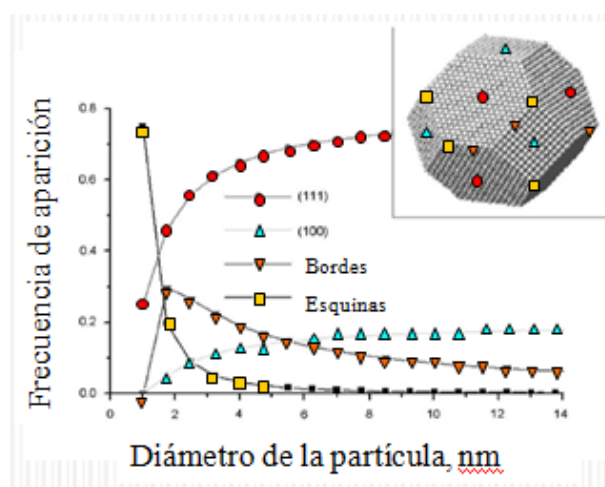 Frecuencia de aparición
0.8
0.6
0.4
0.2
0.0
(111)
(100)
Bordes
Esquinas
0 2 4 6 8 10 12 14
Diámetro de la partícula, nm